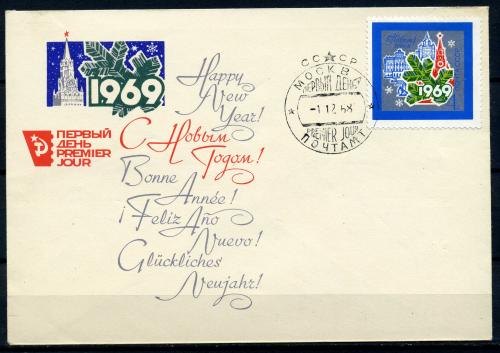 1969
ПЕРВЫЙ
ДЕНЬ
PREMIER
JOUR
Happy
New
Year!
С Новым
Годом!
Bonne
Année!
¡Feliz Año
Nuevo!
Glückliches
Neujahr!
СССР
МОСКВА
ПЕРВЫЙ ДЕНЬ
-1.12.68
PREMIER JOUR
ПОЧТАМТ
1969